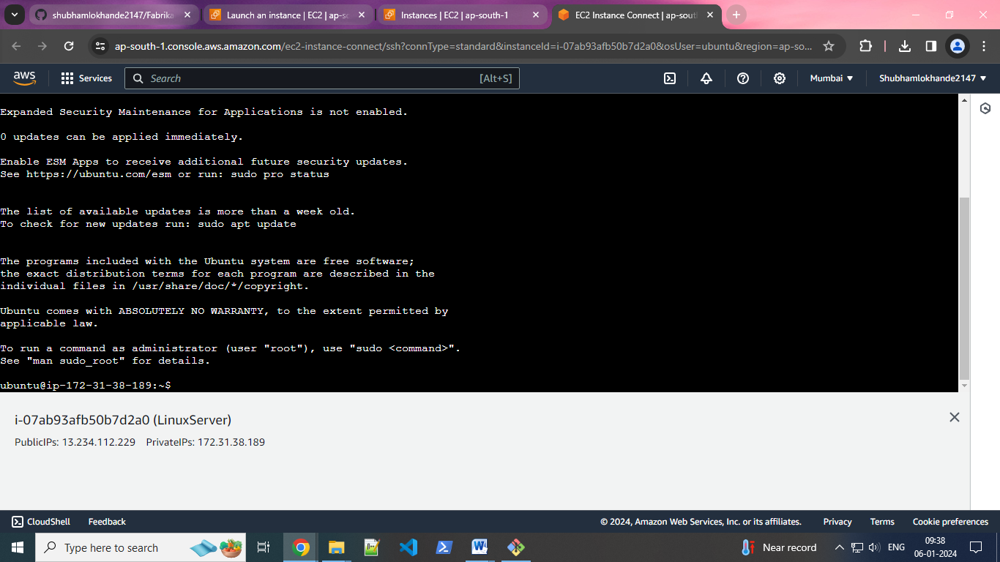 shubhamlokhande2147/Fabrika
Launch an instance | EC2 | ap-so
Instances | EC2 | ap-south-1
EC2 Instance Connect | ap-sout
ap-south-1.console.aws.amazon.com/ec2-instance-connect/ssh?connType=standard&instanceId=i-07ab93afb50b7d2a0&osUser=ubuntu&region=ap-so...
aws
Services
Search
[Alt+S]
Mumbai
Shubhamlokhande2147
Expanded Security Maintenance for Applications is not enabled.
0 updates can be applied immediately.
Enable ESM Apps to receive additional future security updates.
See https://ubuntu.com/esm or run: sudo pro status
The list of available updates is more than a week old.
To check for new updates run: sudo apt update
The programs included with the Ubuntu system are free software;
the exact distribution terms for each program are described in the
individual files in /usr/share/doc/*/copyright.
Ubuntu comes with ABSOLUTELY NO WARRANTY, to the extent permitted by
applicable law.
To run a command as administrator (user "root"), use "sudo <command>".
See "man sudo_root" for details.
ubuntu@ip-172-31-38-189:~$
i-07ab93afb50b7d2a0 (LinuxServer)
PublicIPs: 13.234.112.229 PrivateIPs: 172.31.38.189
CloudShell
Feedback
© 2024, Amazon Web Services, Inc. or its affiliates.
Privacy
Terms
Cookie preferences
Type here to search
Near record
ENG
09:38
06-01-2024